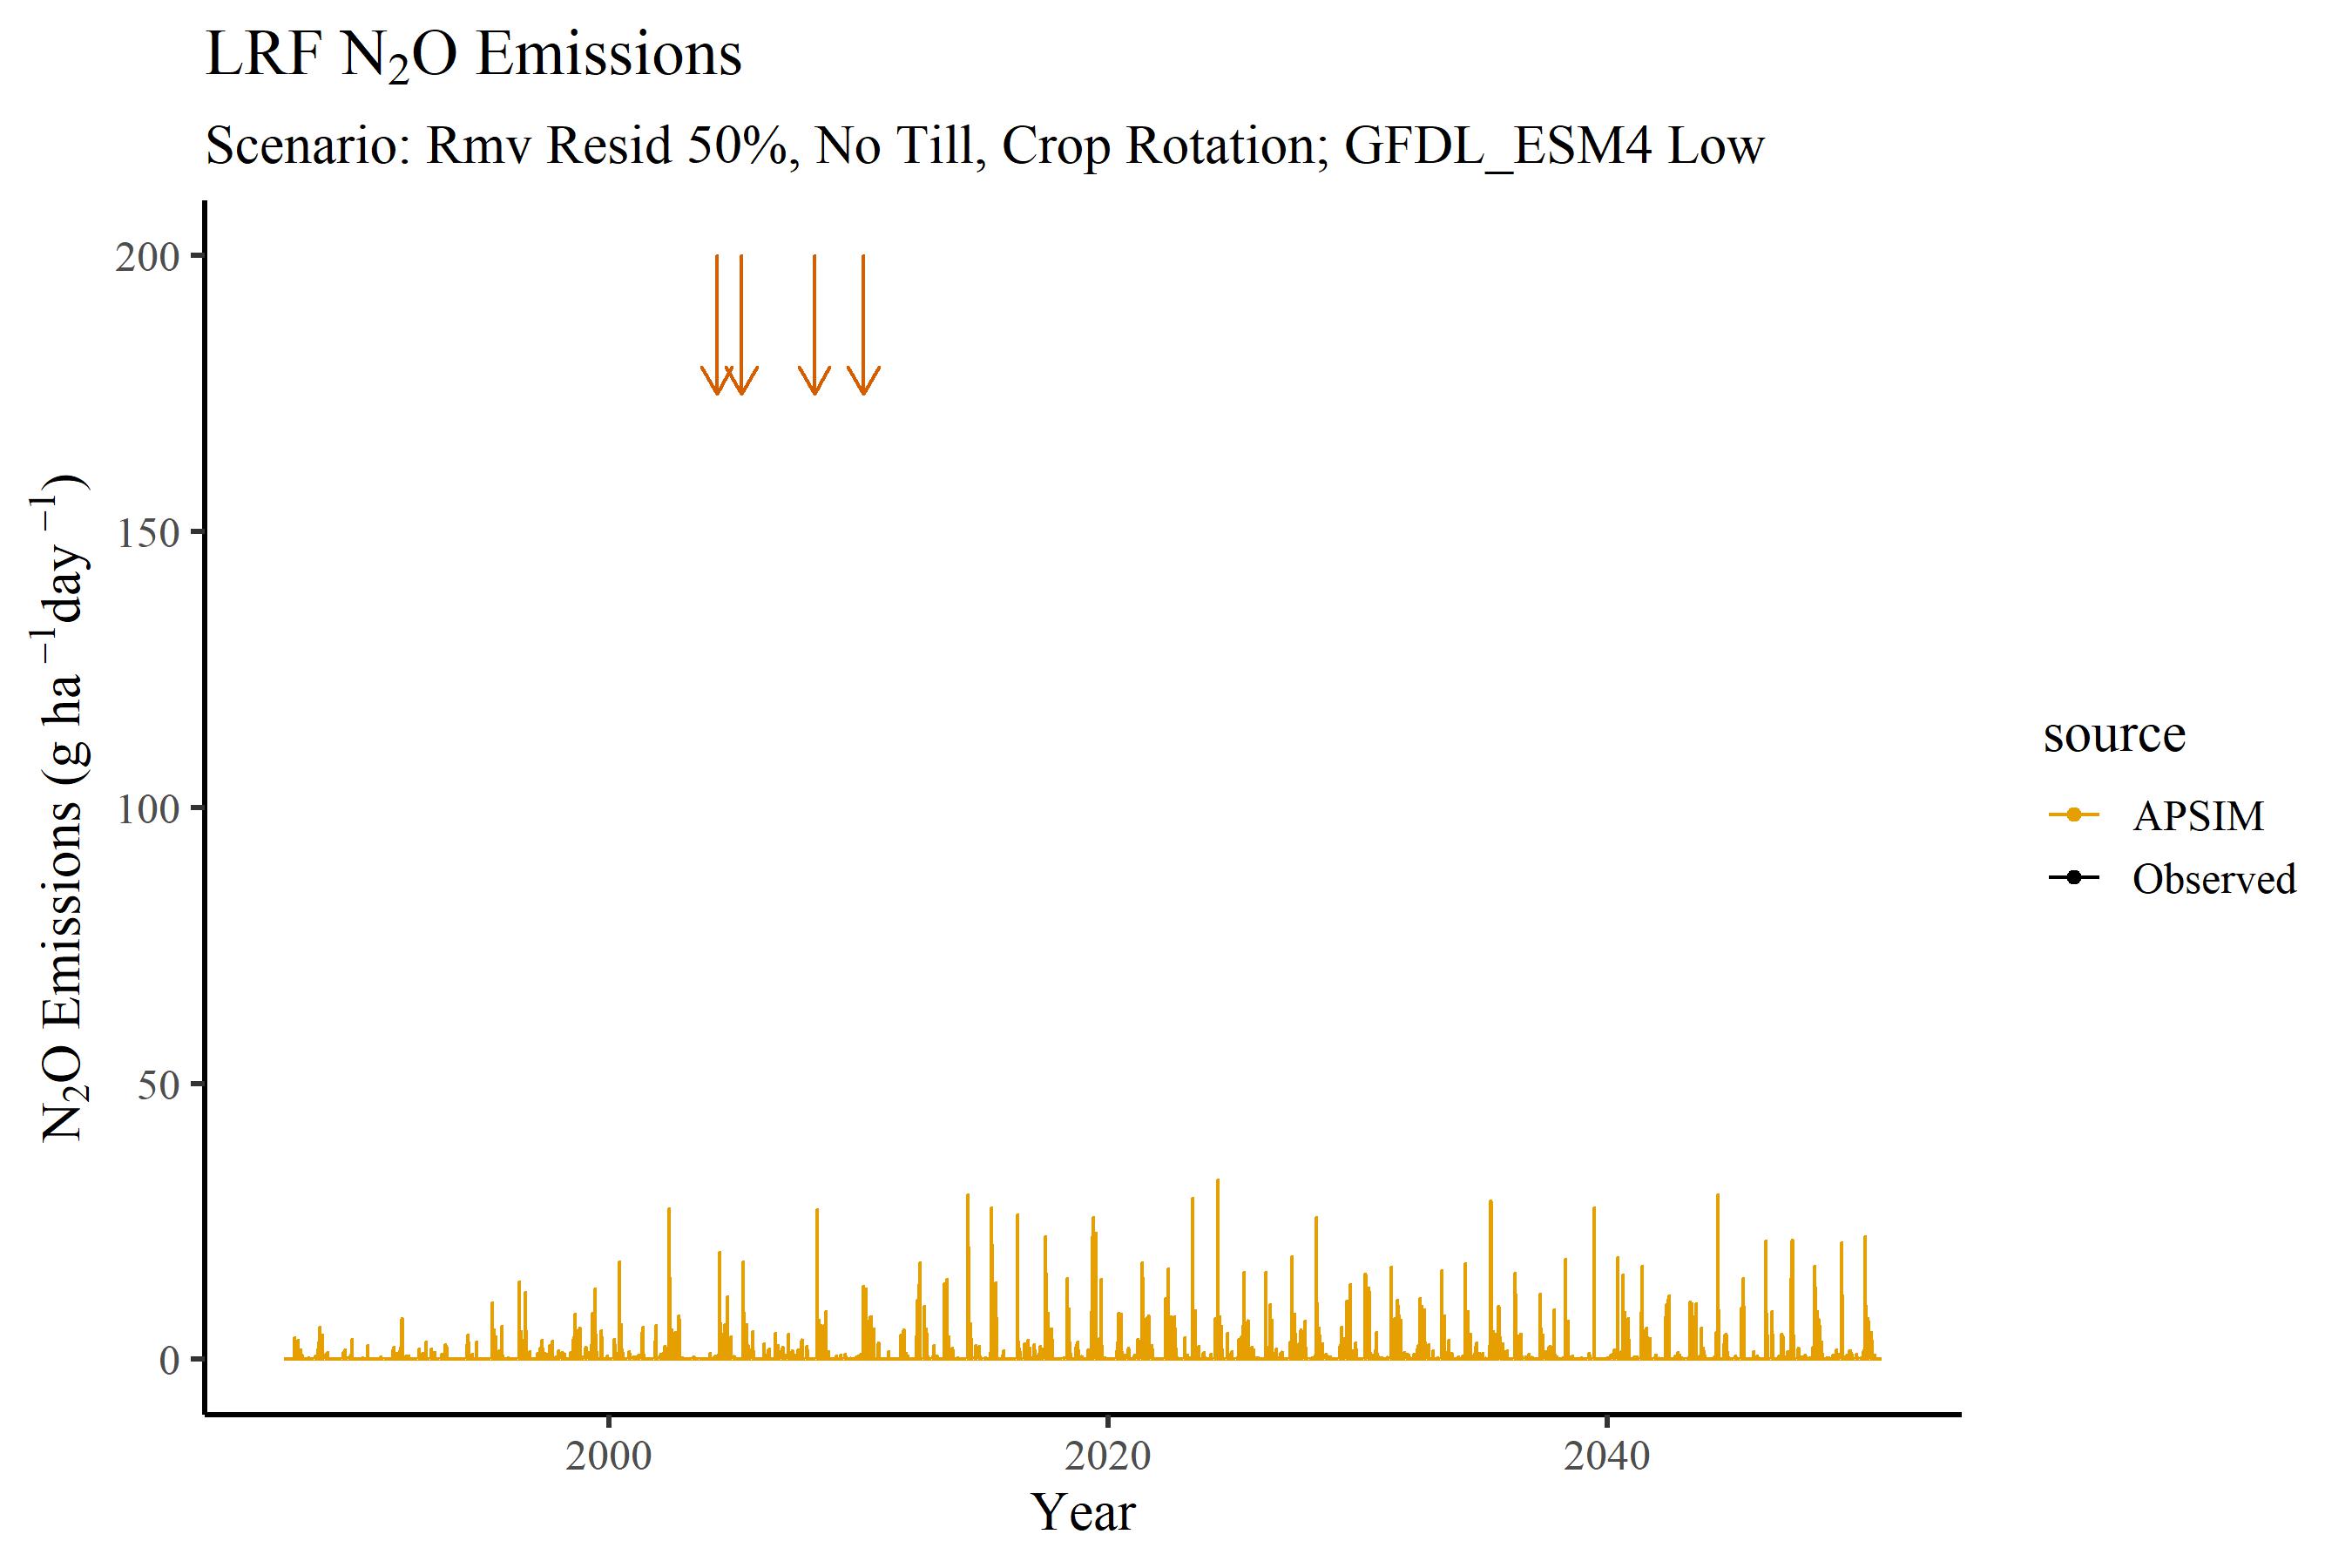 LRF N₂O Emissions
Scenario: Rmv Resid 50%, No Till, Crop Rotation; GFDL_ESM4 Low
N₂O Emissions (g ha ⁻¹day ⁻¹)
200
150
100
50
0
2000 2020 2040
Year
source
APSIM
Observed